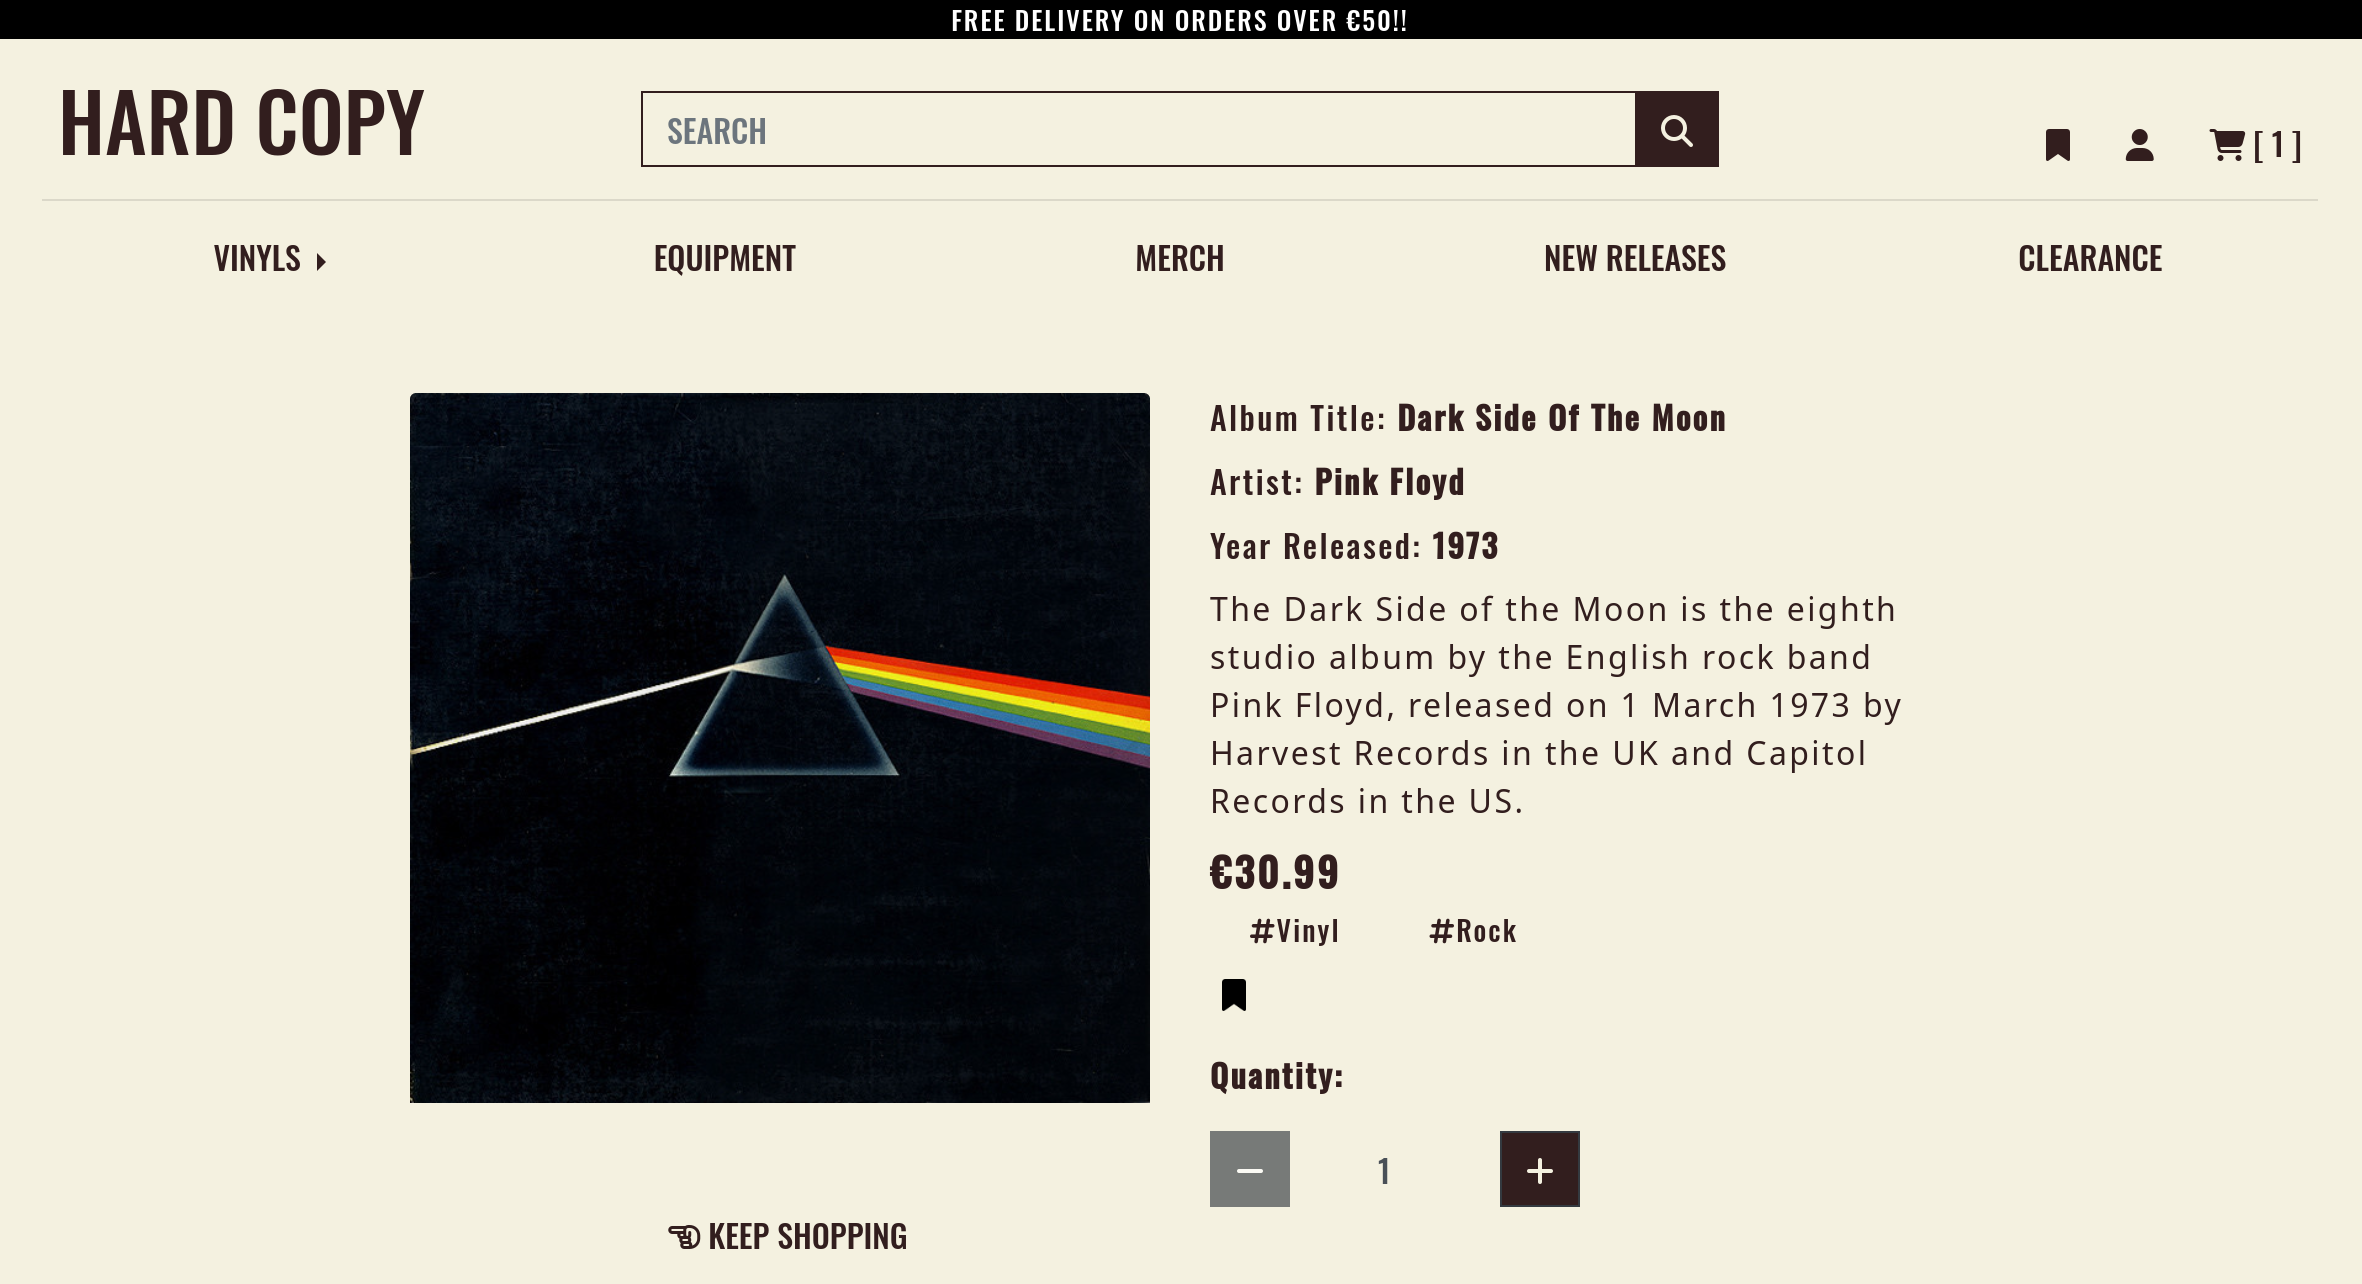 FREE DELIVERY ON ORDERS OVER €50!!
HARD COPY
SEARCH
[ 1 ]
VINYLS
EQUIPMENT
MERCH
NEW RELEASES
CLEARANCE
Album Title: Dark Side Of The Moon
Artist: Pink Floyd
Year Released: 1973
The Dark Side of the Moon is the eighth
studio album by the English rock band
Pink Floyd, released on 1 March 1973 by
Harvest Records in the UK and Capitol
Records in the US.
€30.99
#Vinyl #Rock
Quantity:
1
KEEP SHOPPING